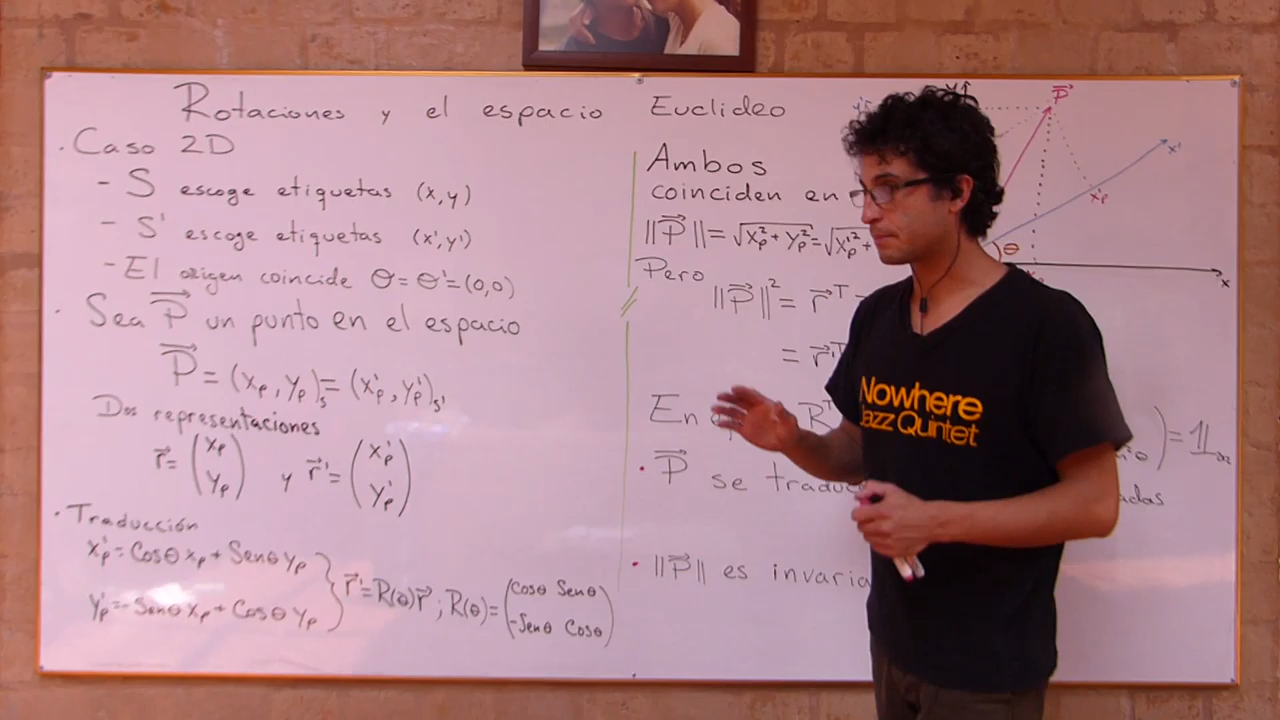 Rotaciones y el espacio Euclideo
· Caso 2D
- S escoge etiquetas (x,y)
- S' escoge etiquetas (x',y')
- El origen coincide O=O'=(0,0)
· Sea P⃗ un punto en el espacio
P⃗ = (xₚ, yₚ)ₛ = (x'ₚ, y'ₚ)ₛ'
Dos representaciones
r⃗ = (xₚ yₚ) y r⃗' = (x'ₚ y'ₚ)
· Traducción
x'ₚ = Cosθ xₚ + Senθ yₚ
y'ₚ = -Senθ xₚ + Cosθ yₚ
r⃗' = R(θ)r⃗ ; R(θ) = (Cosθ Senθ -Senθ Cosθ)
Ambos
coinciden en
||P⃗|| = √(xₚ² + yₚ²) = √(x'ₚ² +
Pero
||P⃗||² = r⃗ᵀ =
= r⃗'ᵀ
En
Rᵀ
) = 𝟙
· P⃗ se
· ||P⃗|| es
P⃗
x'
x'ₚ
θ
x
Nowhere
Jazz Quintet